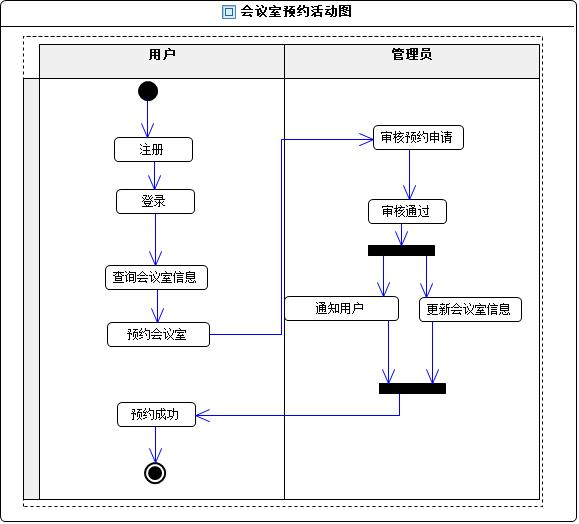 会议室预约活动图
用户
管理员
注册
登录
查询会议室信息
预约会议室
审核预约申请
审核通过
通知用户
更新会议室信息
预约成功